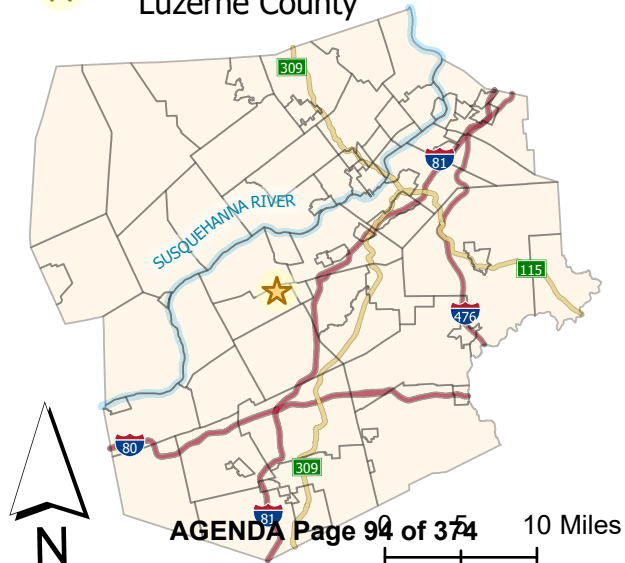 Luzerne County
309
81
SUSQUEHANNA RIVER
115
476
80
309
81
N
AGENDA Page 94 of 374
0 5 10 Miles